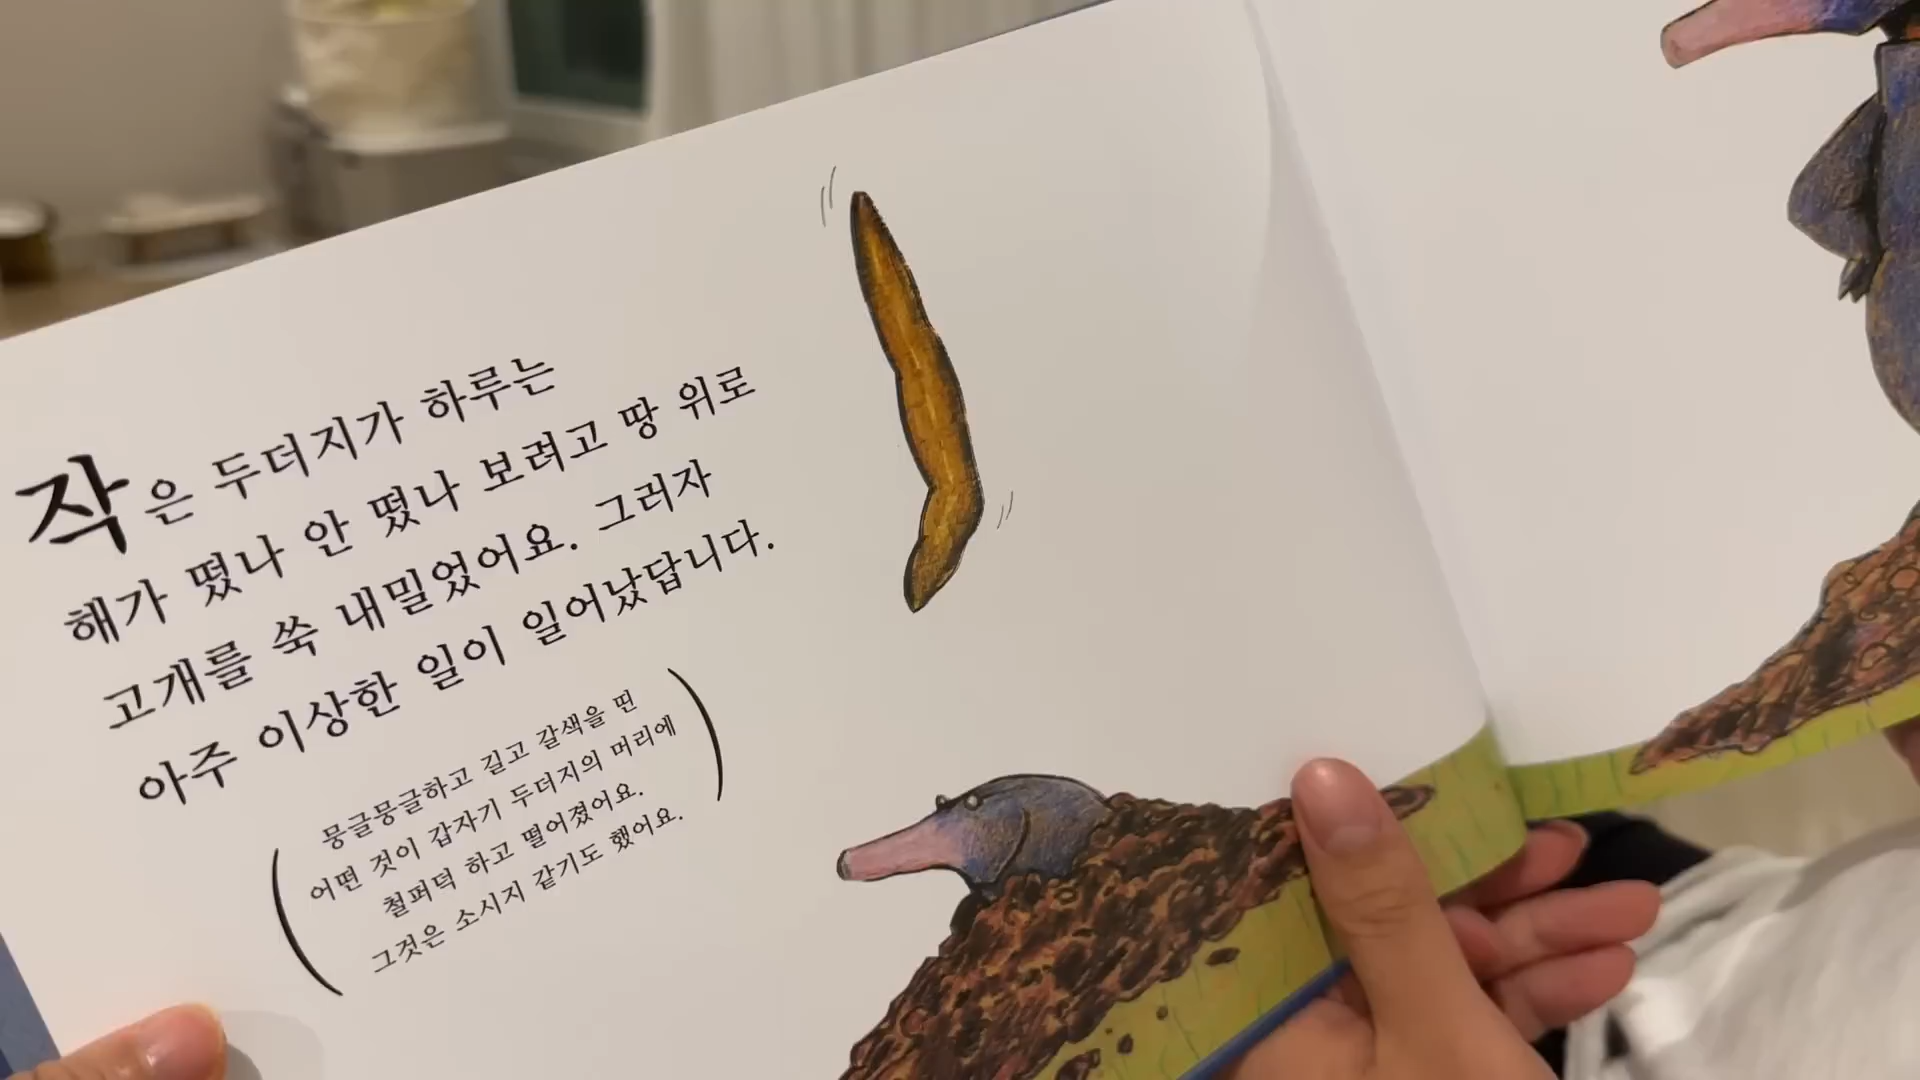 작은 두더지가 하루는
해가 떴나 안 떴나 보려고 땅 위로
고개를 쑥 내밀었어요. 그러자
아주 이상한 일이 일어났답니다.
뭉글뭉글하고 길고 갈색을 띤
어떤 것이 갑자기 두더지의 머리에
철퍼덕 하고 떨어졌어요.
그것은 소시지 같기도 했어요.